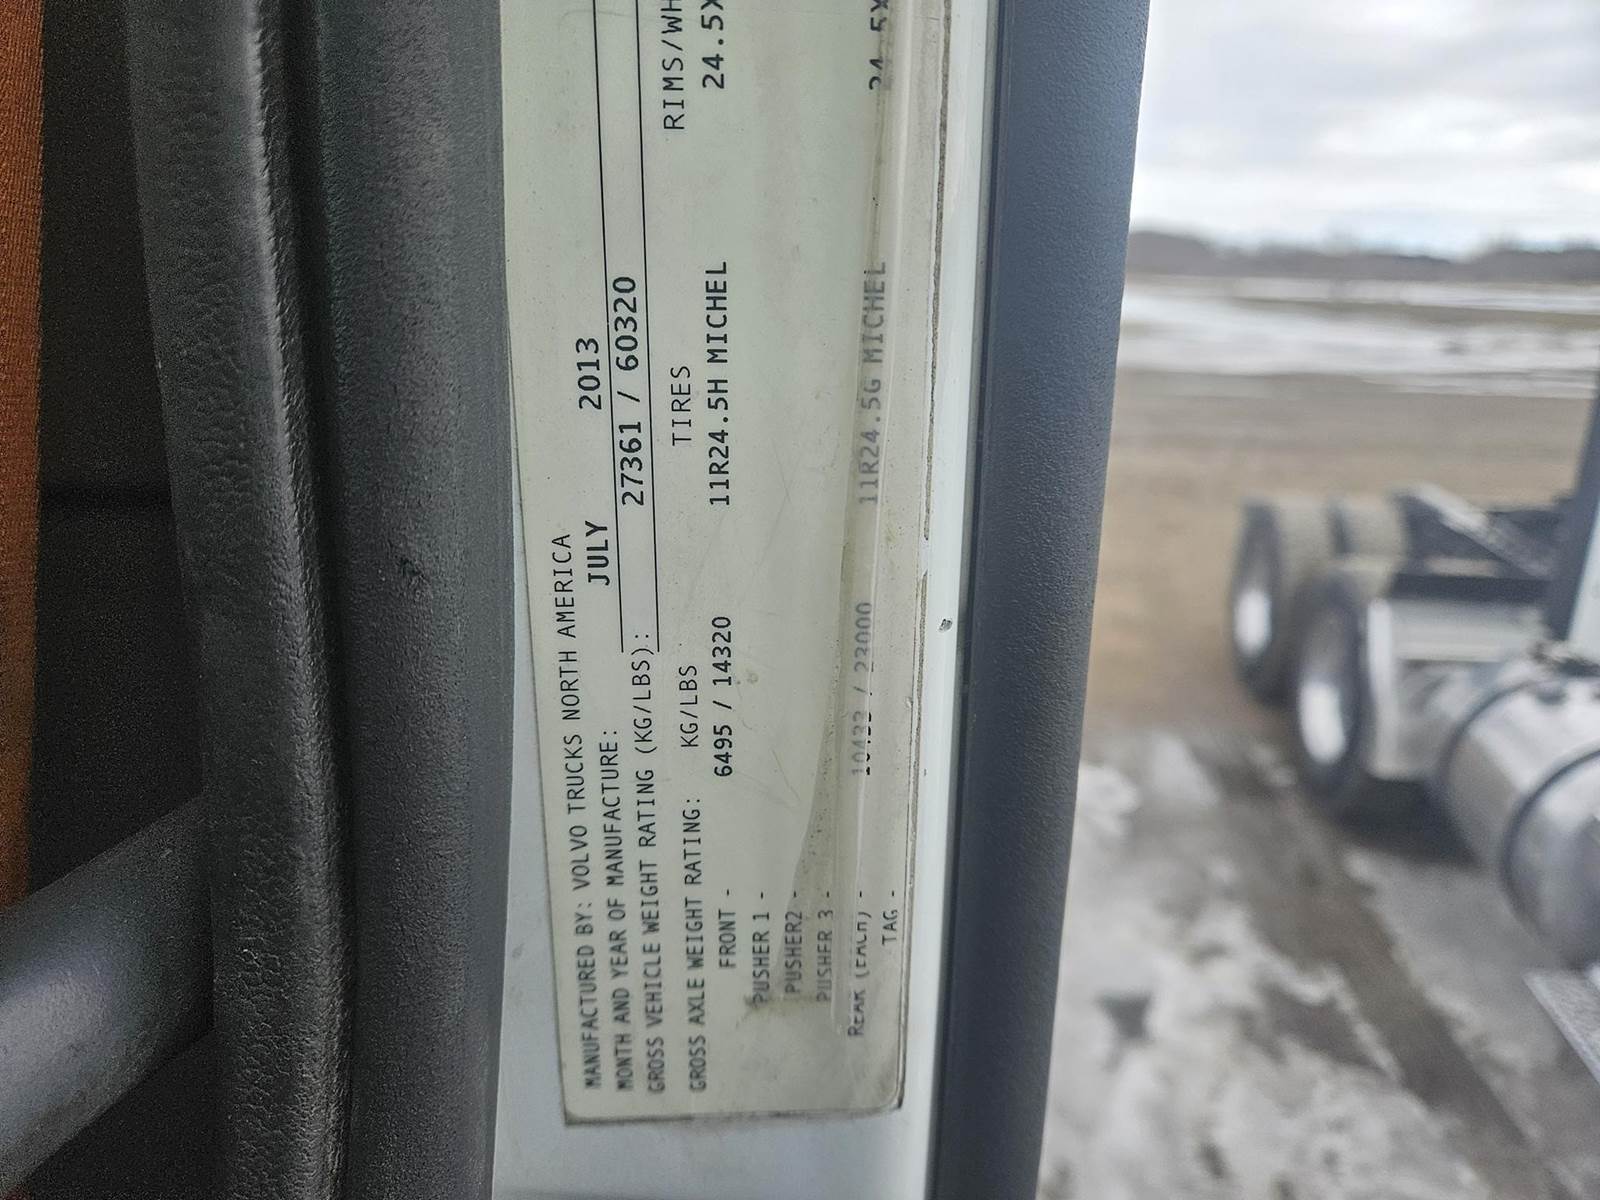 MANUFACTURED BY: VOLVO TRUCKS NORTH AMERICA
MONTH AND YEAR OF MANUFACTURE: JULY 2013
GROSS VEHICLE WEIGHT RATING (KG/LBS): 27361 / 60320
GROSS AXLE WEIGHT RATING: KG/LBS TIRES RIMS/WH
FRONT - 6495 / 14320 11R24.5H MICHEL 24.5X
PUSHER 1 -
PUSHER2 -
PUSHER 3 -
REAR (EACH) - 10433 / 23000 11R24.5G MICHEL 24.5X
TAG -